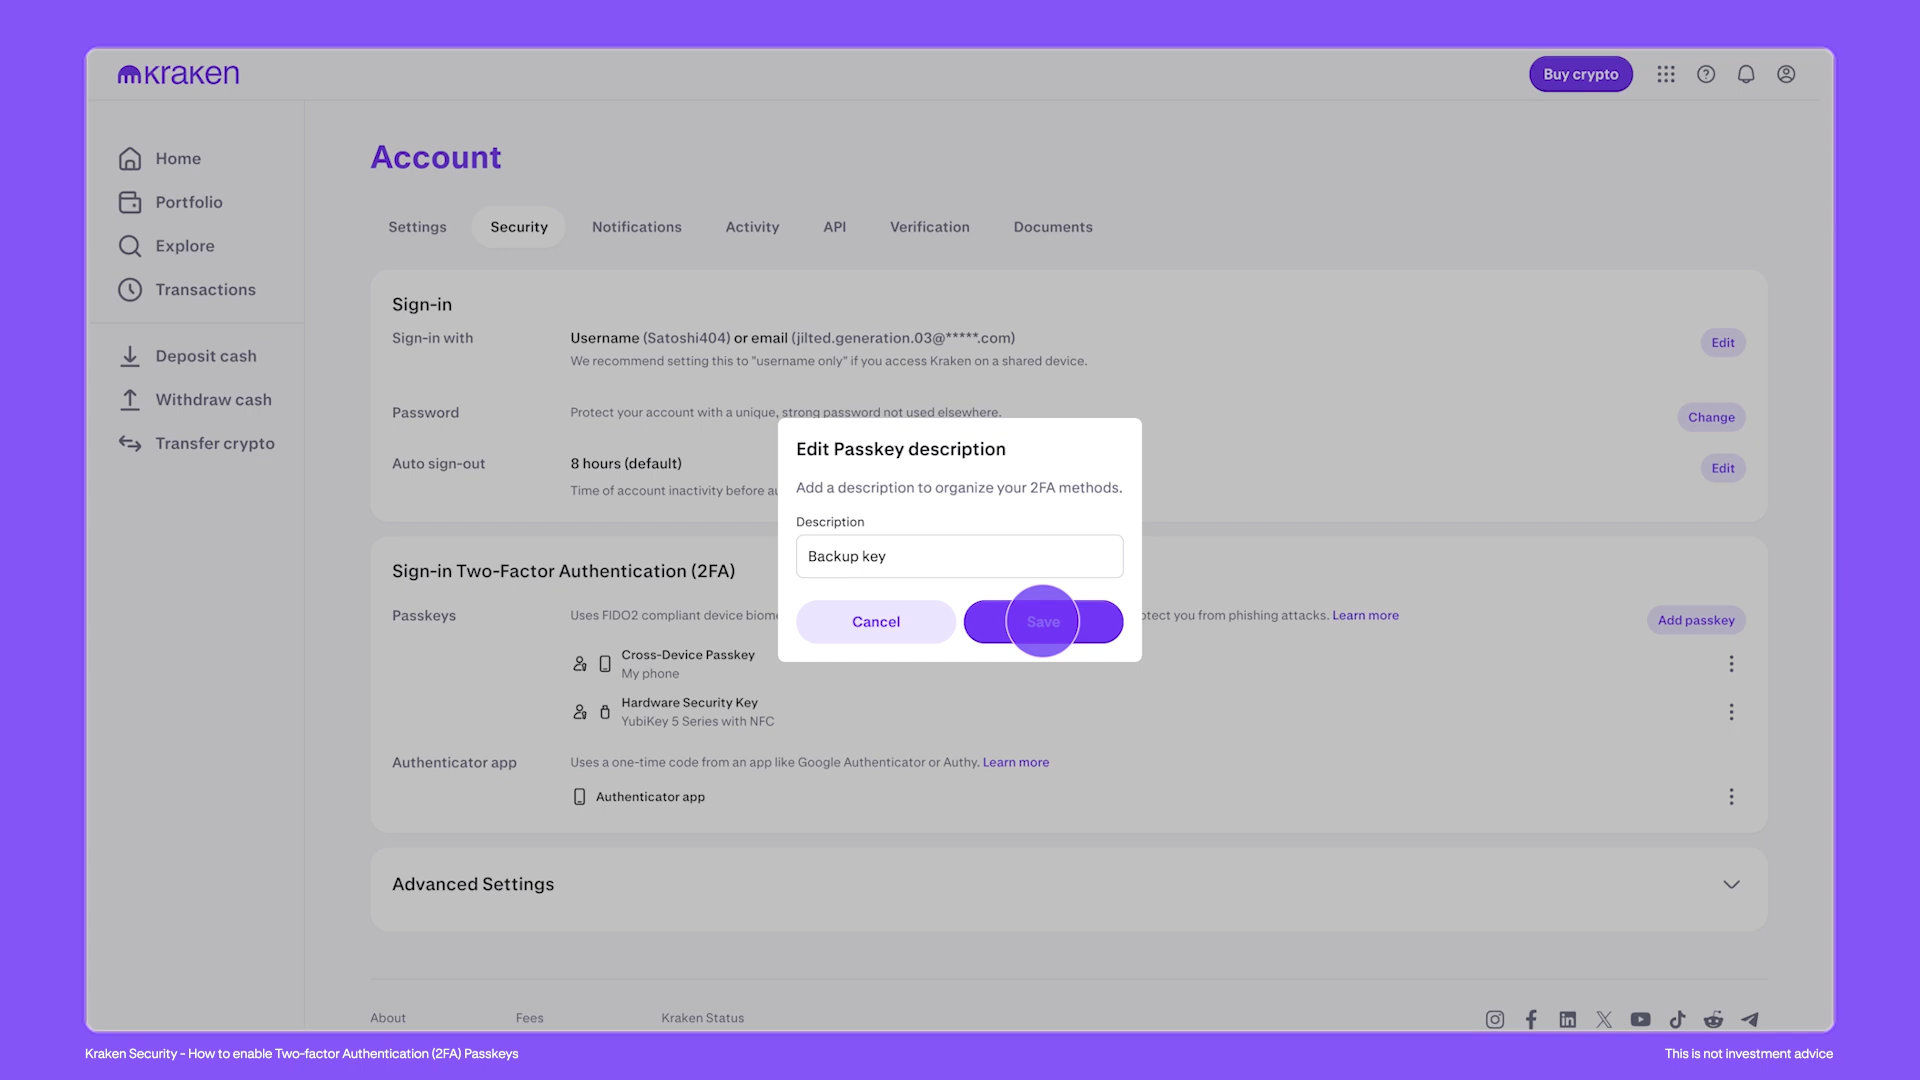 kraken
Buy crypto
Home
Portfolio
Explore
Transactions
Deposit cash
Withdraw cash
Transfer crypto
Account
Settings
Security
Notifications
Activity
API
Verification
Documents
Sign-in
Sign-in with
Username (Satoshi404) or email (jilted.generation.03@*****.com)
We recommend setting this to "username only" if you access Kraken on a shared device.
Edit
Password
Protect your account with a unique, strong password not used elsewhere.
Change
Auto sign-out
8 hours (default)
Time of account inactivity before
Edit
Edit Passkey description
Add a description to organize your 2FA methods.
Description
Backup key
Cancel
Save
Sign-in Two-Factor Authentication (2FA)
Passkeys
Uses FIDO2 compliant device
you from phishing attacks. Learn more
Add passkey
Cross-Device Passkey
My phone
Hardware Security Key
YubiKey 5 Series with NFC
Authenticator app
Uses a one-time code from an app like Google Authenticator or Authy. Learn more
Authenticator app
Advanced Settings
About
Fees
Kraken Status
Kraken Security - How to enable Two-factor Authentication (2FA) Passkeys
This is not investment advice